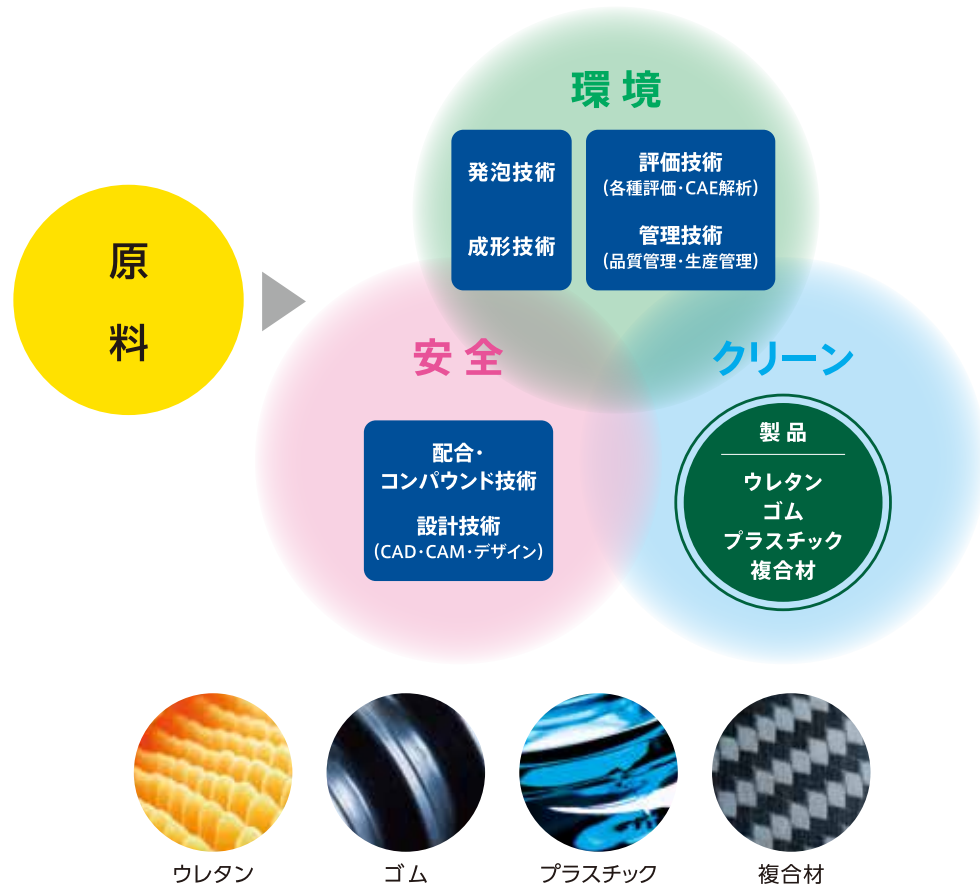 原
料
環境
発泡技術
成形技術
評価技術
（各種評価・CAE解析）
管理技術
（品質管理・生産管理）
安全
配合・
コンパウンド技術
設計技術
（CAD・CAM・デザイン）
クリーン
製品
ウレタン
ゴム
プラスチック
複合材
ウレタン
ゴム
プラスチック
複合材